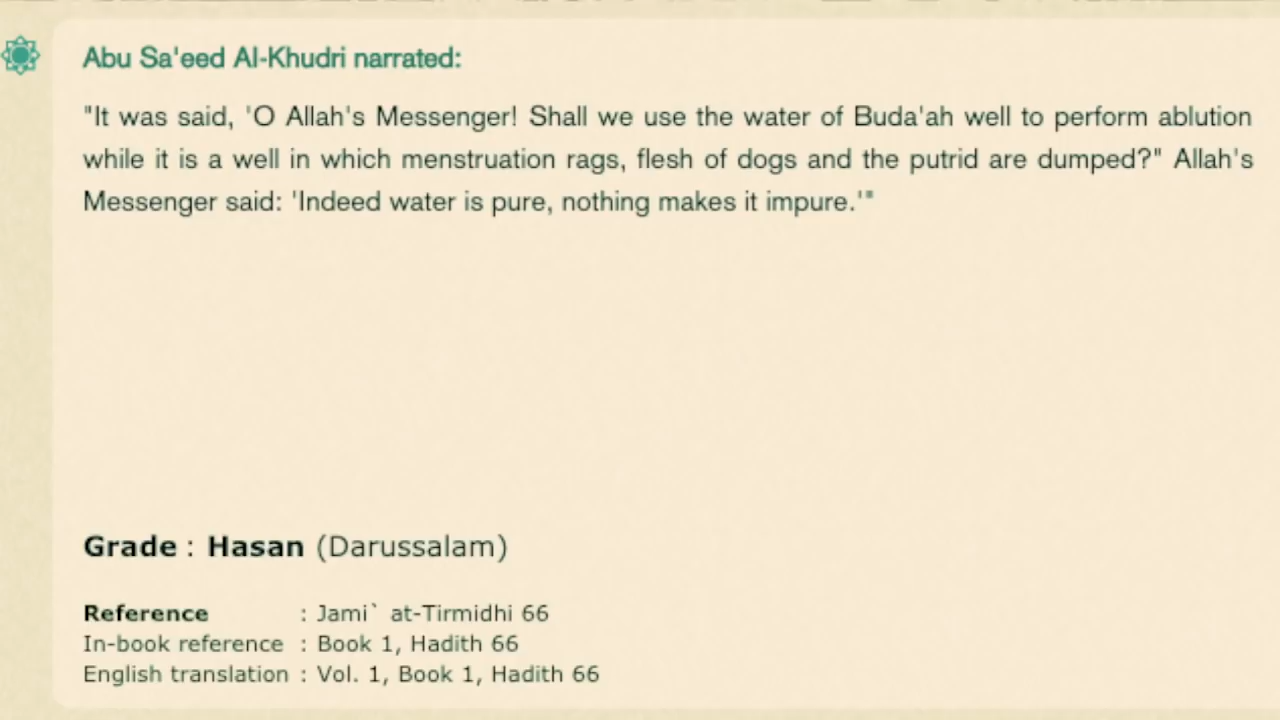 Abu Sa'eed Al-Khudri narrated:
"It was said, 'O Allah's Messenger! Shall we use the water of Buda'ah well to perform ablution
while it is a well in which menstruation rags, flesh of dogs and the putrid are dumped?" Allah's
Messenger said: 'Indeed water is pure, nothing makes it impure.'"
Grade : Hasan (Darussalam)
Reference : Jami` at-Tirmidhi 66
In-book reference : Book 1, Hadith 66
English translation : Vol. 1, Book 1, Hadith 66